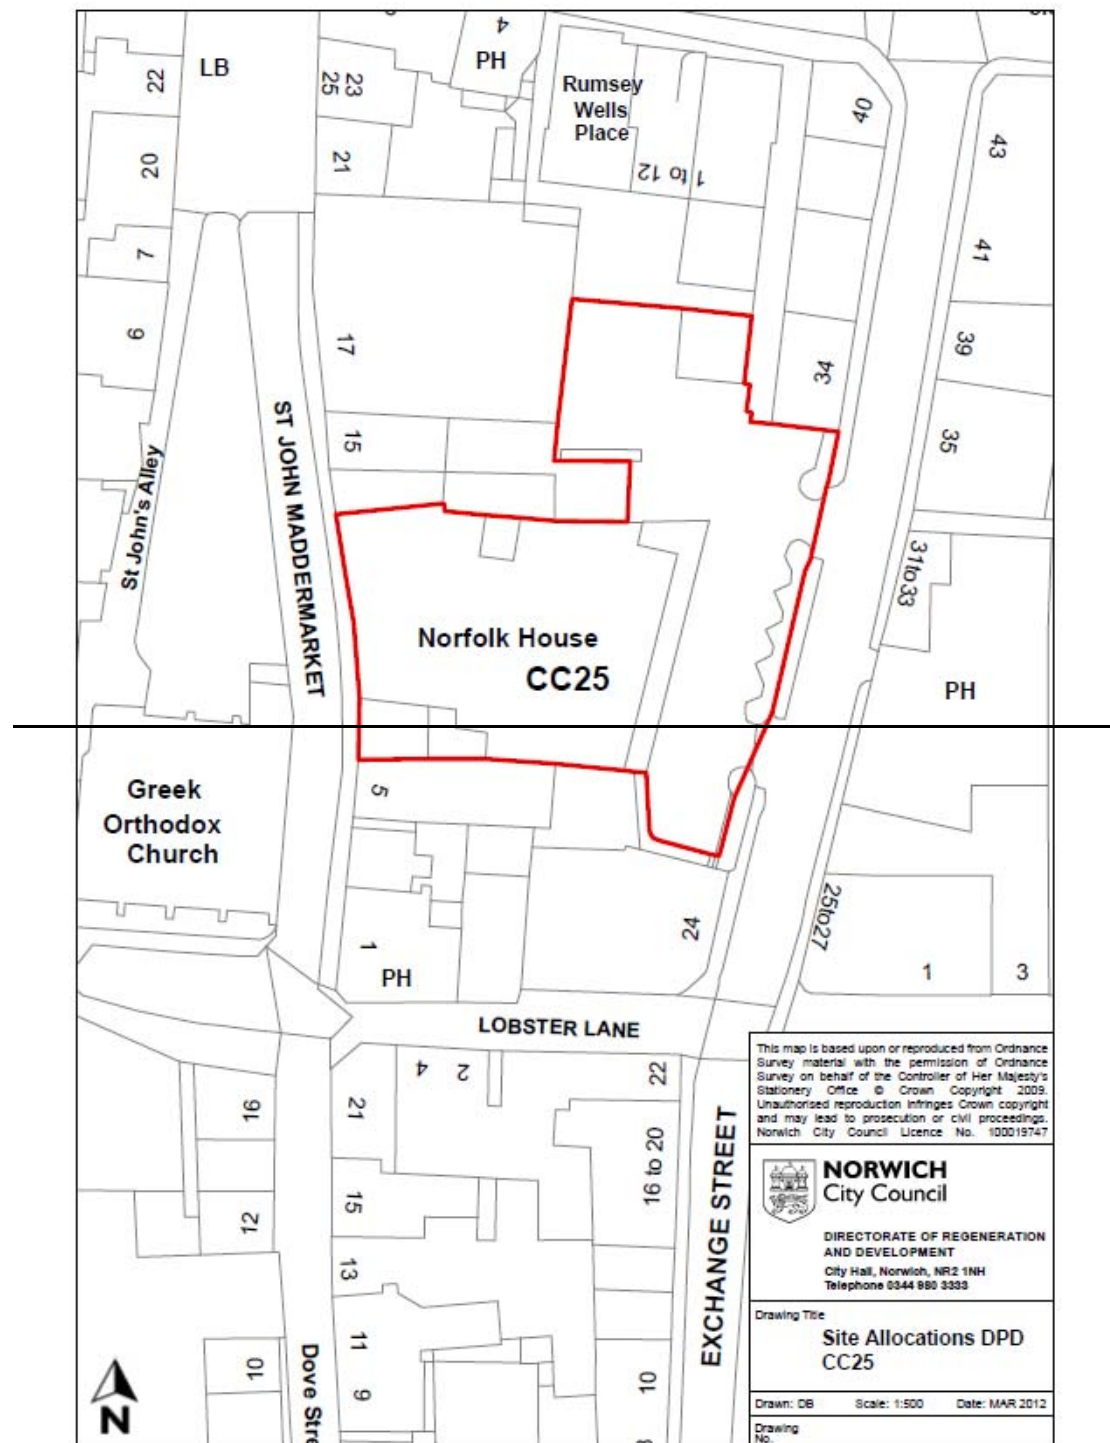 4
PH
LB
22
23
25
Rumsey
Wells
Place
40
43
20
21
1 to 12
7
41
6
17
39
34
15
35
ST JOHN MADDERMARKET
St John's Alley
31to33
Norfolk House
CC25
PH
Greek
Orthodox
Church
5
24
25to27
1
PH
1
3
LOBSTER LANE
4
2
22
16
21
16 to 20
EXCHANGE STREET
15
12
13
11
10
9
10
Dove Stre
N
This map is based upon or reproduced from Ordnance
Survey material with the permission of Ordnance
Survey on behalf of the Controller of Her Majesty's
Stationery Office © Crown Copyright 2009.
Unauthorised reproduction infringes Crown copyright
and may lead to prosecution or civil proceedings.
Norwich City Council Licence No. 100019747
NORWICH
City Council
DIRECTORATE OF REGENERATION
AND DEVELOPMENT
City Hall, Norwich, NR2 1NH
Telephone 0344 980 3333
Drawing Title
Site Allocations DPD
CC25
Drawn: DB Scale: 1:500 Date: MAR 2012
Drawing
No.